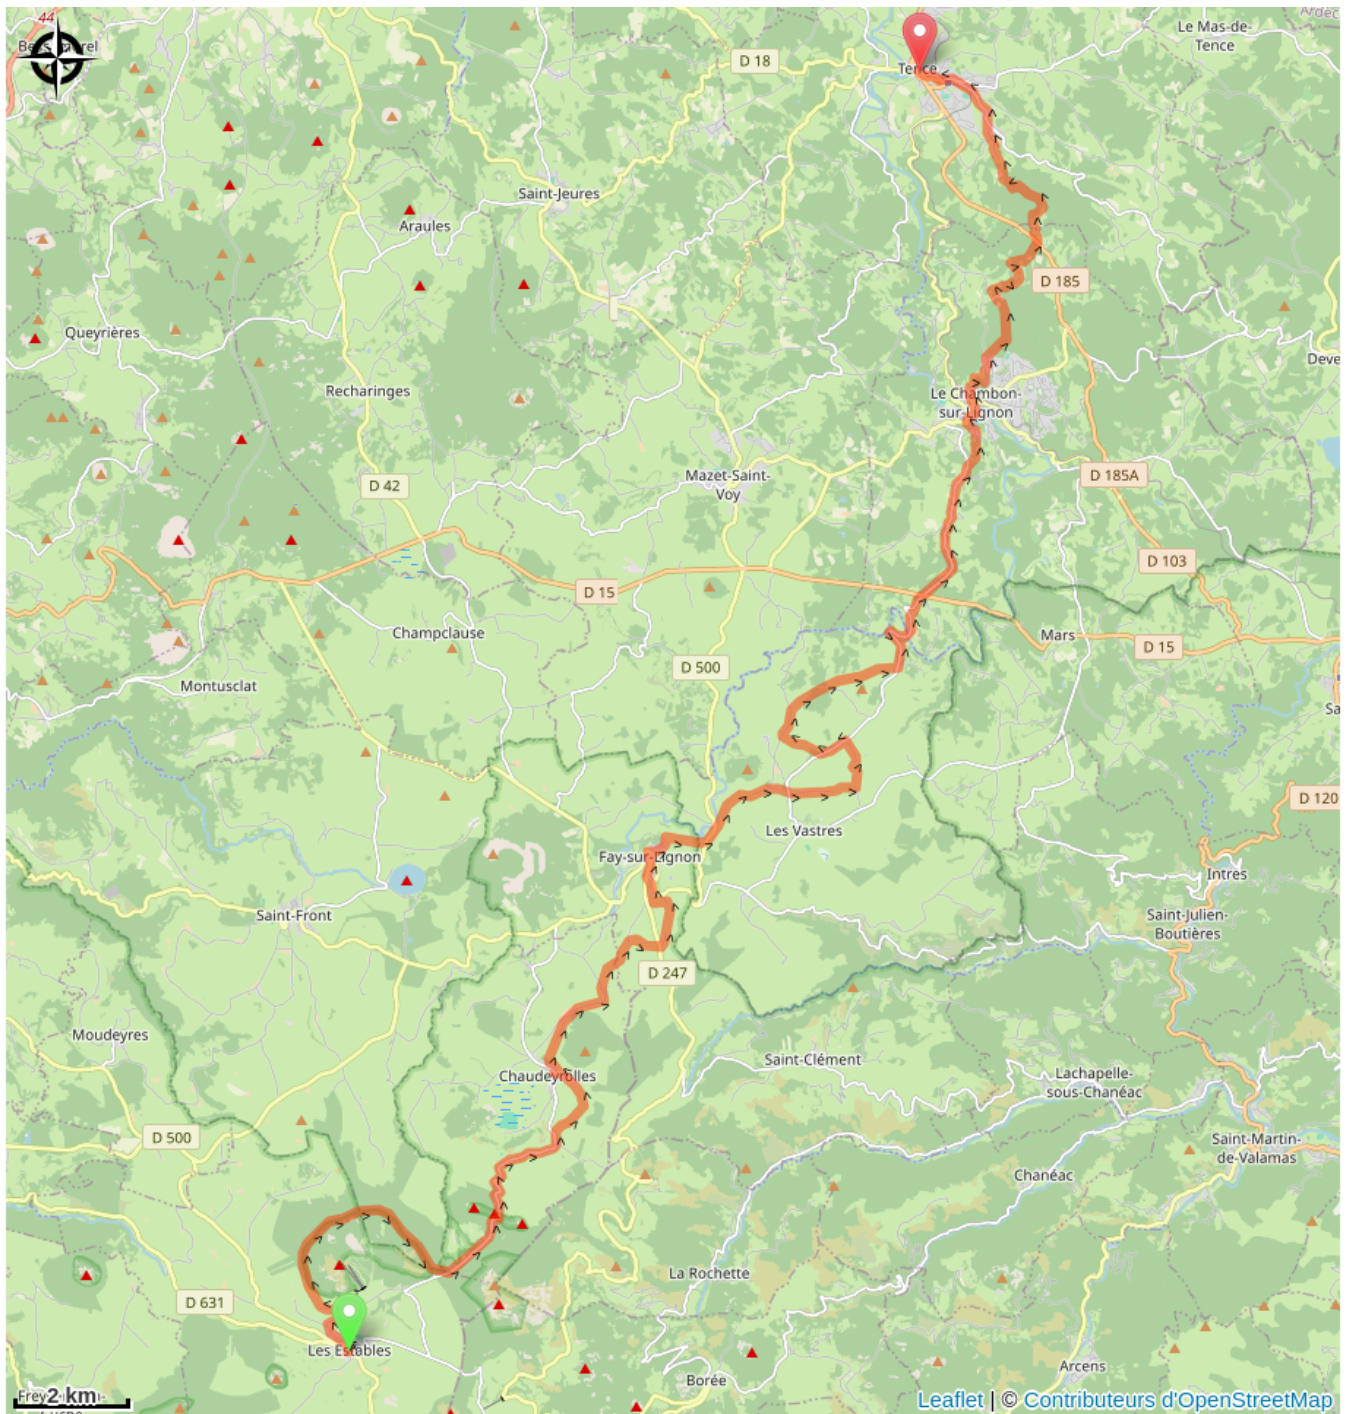 44
Le Mas-de-
Tence
D 18
Tence
Saint-Jeures
Araules
D 185
Queyrières
Recharinges
Le Chambon-
sur-Lignon
Mazet-Saint-
Voy
D 42
D 185A
D 103
D 15
Champclause
Mars
D 15
D 500
Montusclat
D 120
Les Vastres
Fay-sur-Lignon
Intres
Saint-Front
Saint-Julien-
Boutières
D 247
Moudeyres
Saint-Clément
Chaudeyrolles
Lachapelle-
sous-Chanéac
D 500
Saint-Martin-
de-Valamas
Chanéac
La Rochette
D 631
Les Estables
Arcens
Borée
2 km
Leaflet | © Contributeurs d'OpenStreetMap